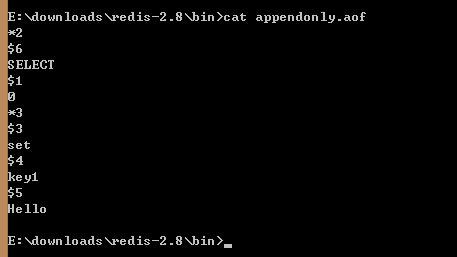 E:\downloads\redis-2.8\bin>cat appendonly.aof
*2
$6
SELECT
$1
0
*3
$3
set
$4
key1
$5
Hello
E:\downloads\redis-2.8\bin>_